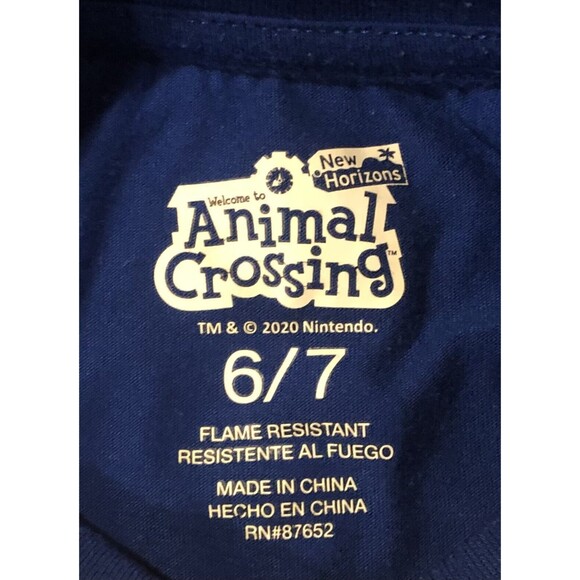 New
Horizons
Welcome to
Animal
Crossing™
TM & © 2020 Nintendo.
6/7
FLAME RESISTANT
RESISTENTE AL FUEGO
MADE IN CHINA
HECHO EN CHINA
RN#87652